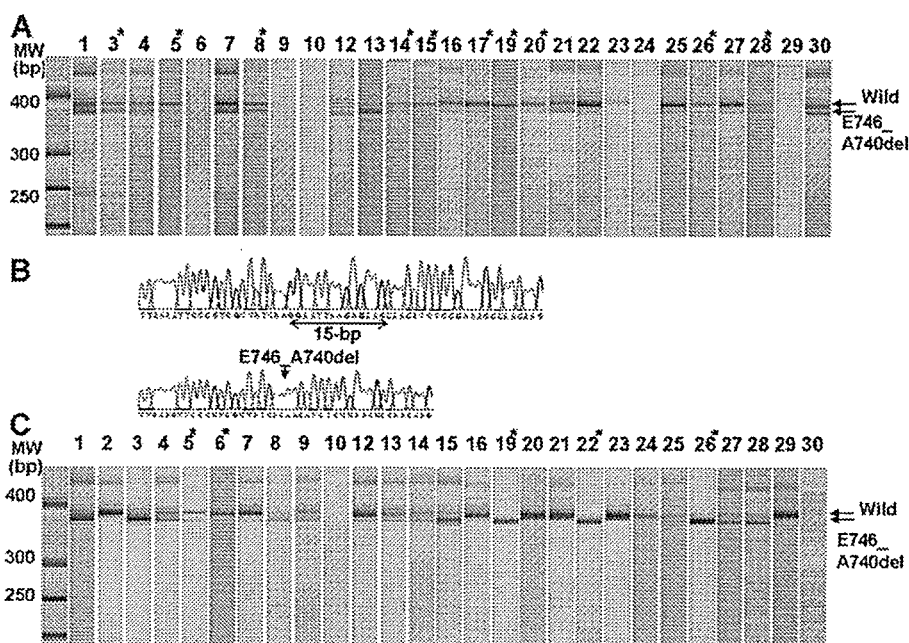 A
MW (bp)
1 3* 4 5* 6 7 8* 9 10 12 13 14* 15* 16 17* 19* 20* 21 22 23 24 25 26* 27 28* 29 30
400
300
250
Wild
E746_
A740del
B
15-bp
E746_A740del
C
MW (bp)
1 2 3 4 5* 6* 7 8 9 10 12 13 14 15 16 19* 20 21 22* 23 24 25 26* 27 28 29 30
400
300
250
Wild
E746_
A740del